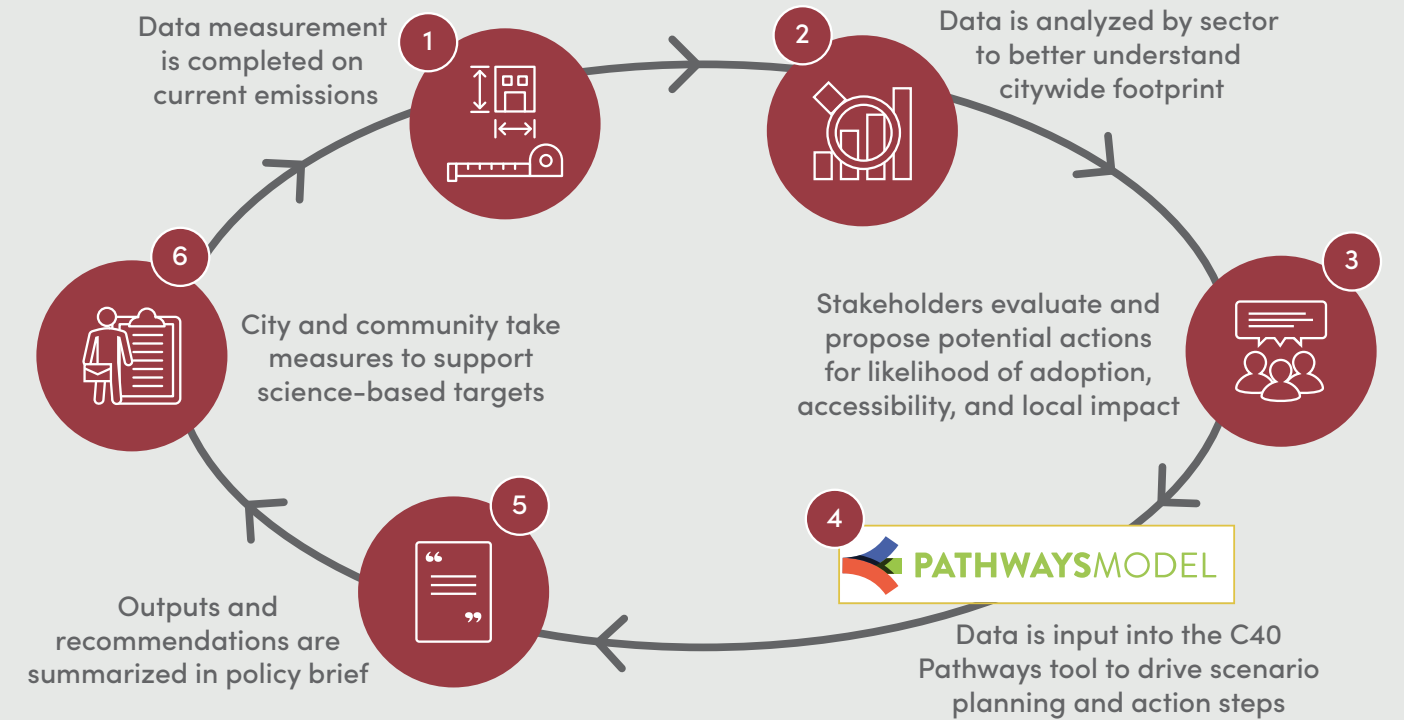 1
Data measurement
is completed on
current emissions
2
Data is analyzed by sector
to better understand
citywide footprint
3
Stakeholders evaluate and
propose potential actions
for likelihood of adoption,
accessibility, and local impact
4
PATHWAYSMODEL
Data is input into the C40
Pathways tool to drive scenario
planning and action steps
5
“
”
Outputs and
recommendations are
summarized in policy brief
6
City and community take
measures to support
science-based targets